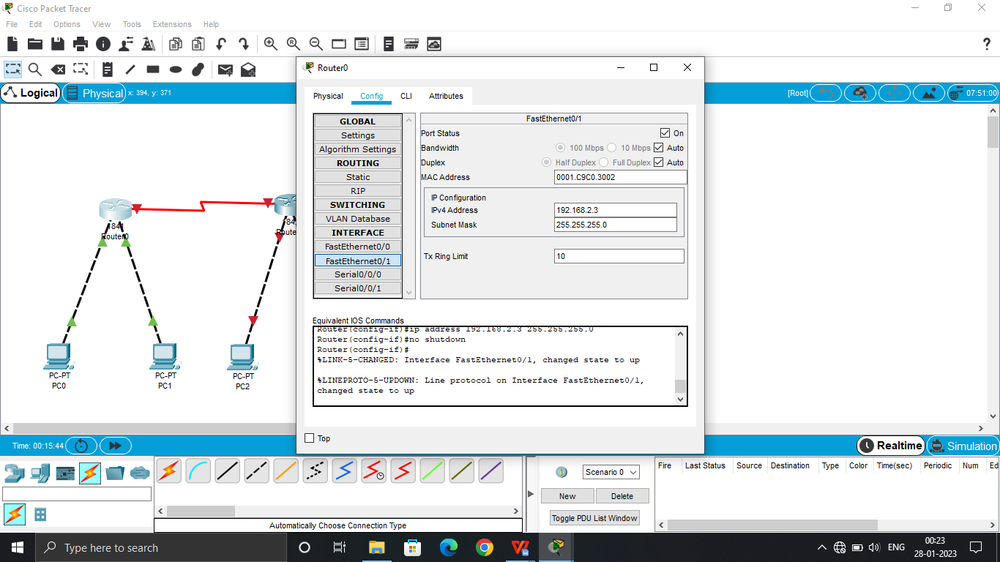 Cisco Packet Tracer
File Edit Options View Tools Extensions Help
Logical Physical x: 394, y: 371 [Root] 07:51:00
Router0
Physical Config CLI Attributes
GLOBAL
Settings
Algorithm Settings
ROUTING
Static
RIP
SWITCHING
VLAN Database
INTERFACE
FastEthernet0/0
FastEthernet0/1
Serial0/0/0
Serial0/0/1
FastEthernet0/1
Port Status On
Bandwidth 100 Mbps 10 Mbps Auto
Duplex Half Duplex Full Duplex Auto
MAC Address 0001.C9C0.3002
IP Configuration
IPv4 Address 192.168.2.3
Subnet Mask 255.255.255.0
Tx Ring Limit 10
Equivalent IOS Commands
Router(config-if)#ip address 192.168.2.3 255.255.255.0
Router(config-if)#no shutdown
Router(config-if)#
%LINK-5-CHANGED: Interface FastEthernet0/1, changed state to up
%LINEPROTO-5-UPDOWN: Line protocol on Interface FastEthernet0/1,
changed state to up
Top
1841
Router0
PC-PT
PC0
PC-PT
PC1
PC-PT
PC2
Time: 00:15:44 Realtime Simulation
Automatically Choose Connection Type
Scenario 0
New Delete
Toggle PDU List Window
Fire Last Status Source Destination Type Color Time(sec) Periodic Num Ed
Type here to search
ENG
00:23
28-01-2023